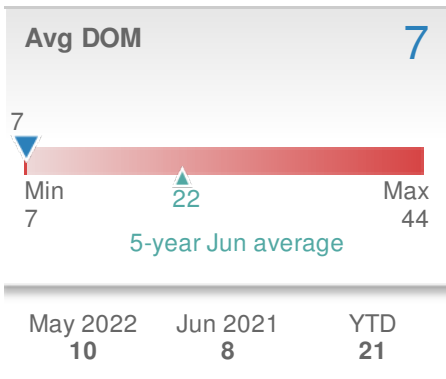 Avg DOM 7
7
Min Max
7 22 44
5-year Jun average
May 2022 Jun 2021 YTD
10 8 21